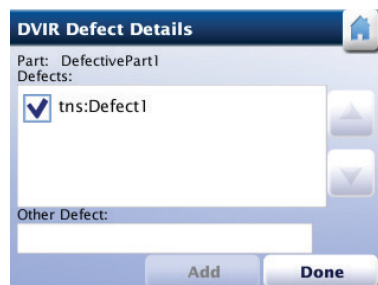 DVIR Defect Details
Part: DefectivePart1
Defects:
tns:Defect1
Other Defect:
Add Done